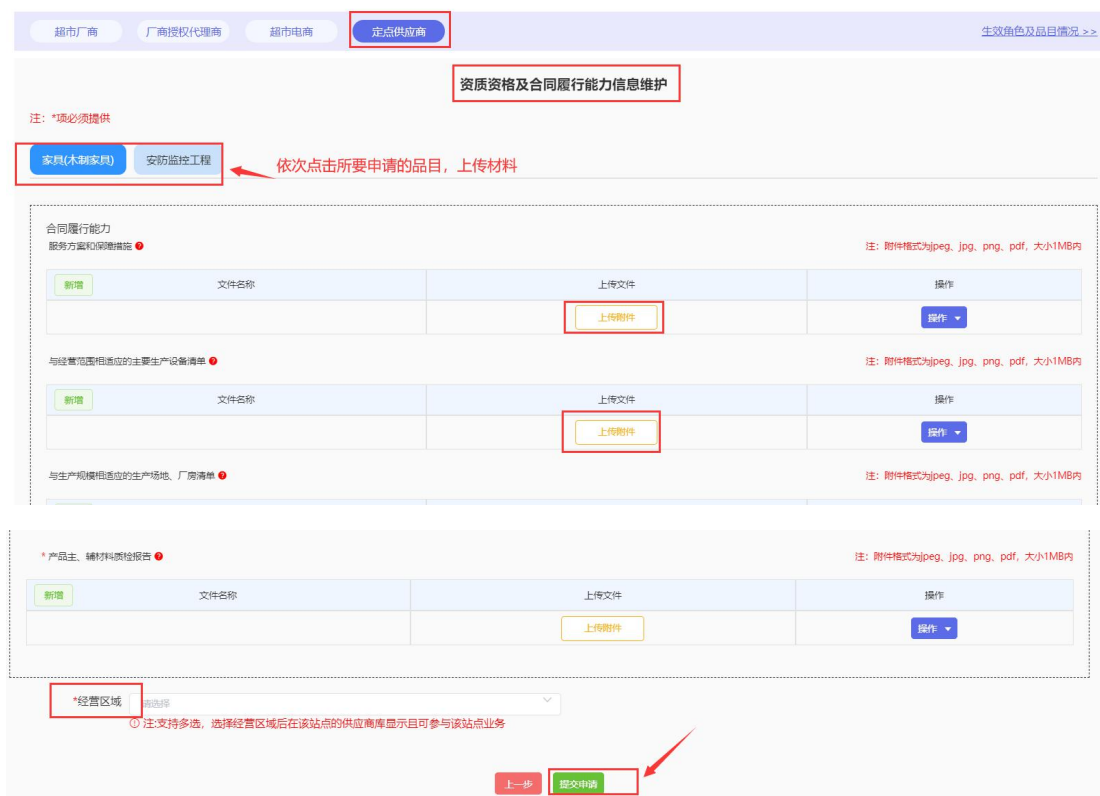 超市厂商 厂商授权代理商 超市电商 定点供应商 生效角色及品目情况 >>
资质资格及合同履行能力信息维护
注：*项必须提供
家具(木制家具) 安防监控工程 依次点击所要申请的品目，上传材料
合同履行能力
服务方案和保障措施 ? 注：附件格式为jpeg、jpg、png、pdf，大小1MB内
新增 文件名称 上传文件 操作
上传附件 操作
与经营范围相适应的主要生产设备清单 ? 注：附件格式为jpeg、jpg、png、pdf，大小1MB内
新增 文件名称 上传文件 操作
上传附件 操作
与生产规模相适应的生产场地、厂房清单 ? 注：附件格式为jpeg、jpg、png、pdf，大小1MB内
* 产品主、辅材料质检报告 ? 注：附件格式为jpeg、jpg、png、pdf，大小1MB内
新增 文件名称 上传文件 操作
上传附件 操作
*经营区域 请选择
注:支持多选，选择经营区域后在该站点的供应商库显示且可参与该站点业务
上一步 提交申请